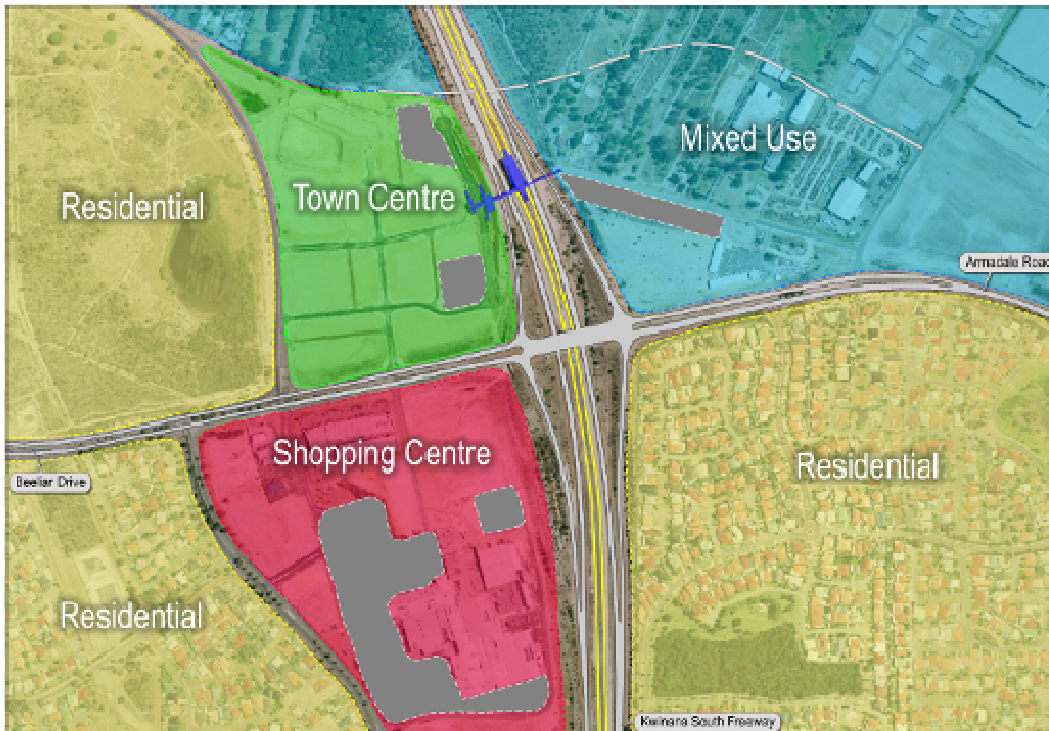 Mixed Use
Town Centre
Residential
Armadale Road
Shopping Centre
Residential
Beeliar Drive
Residential
Kwinana South Freeway